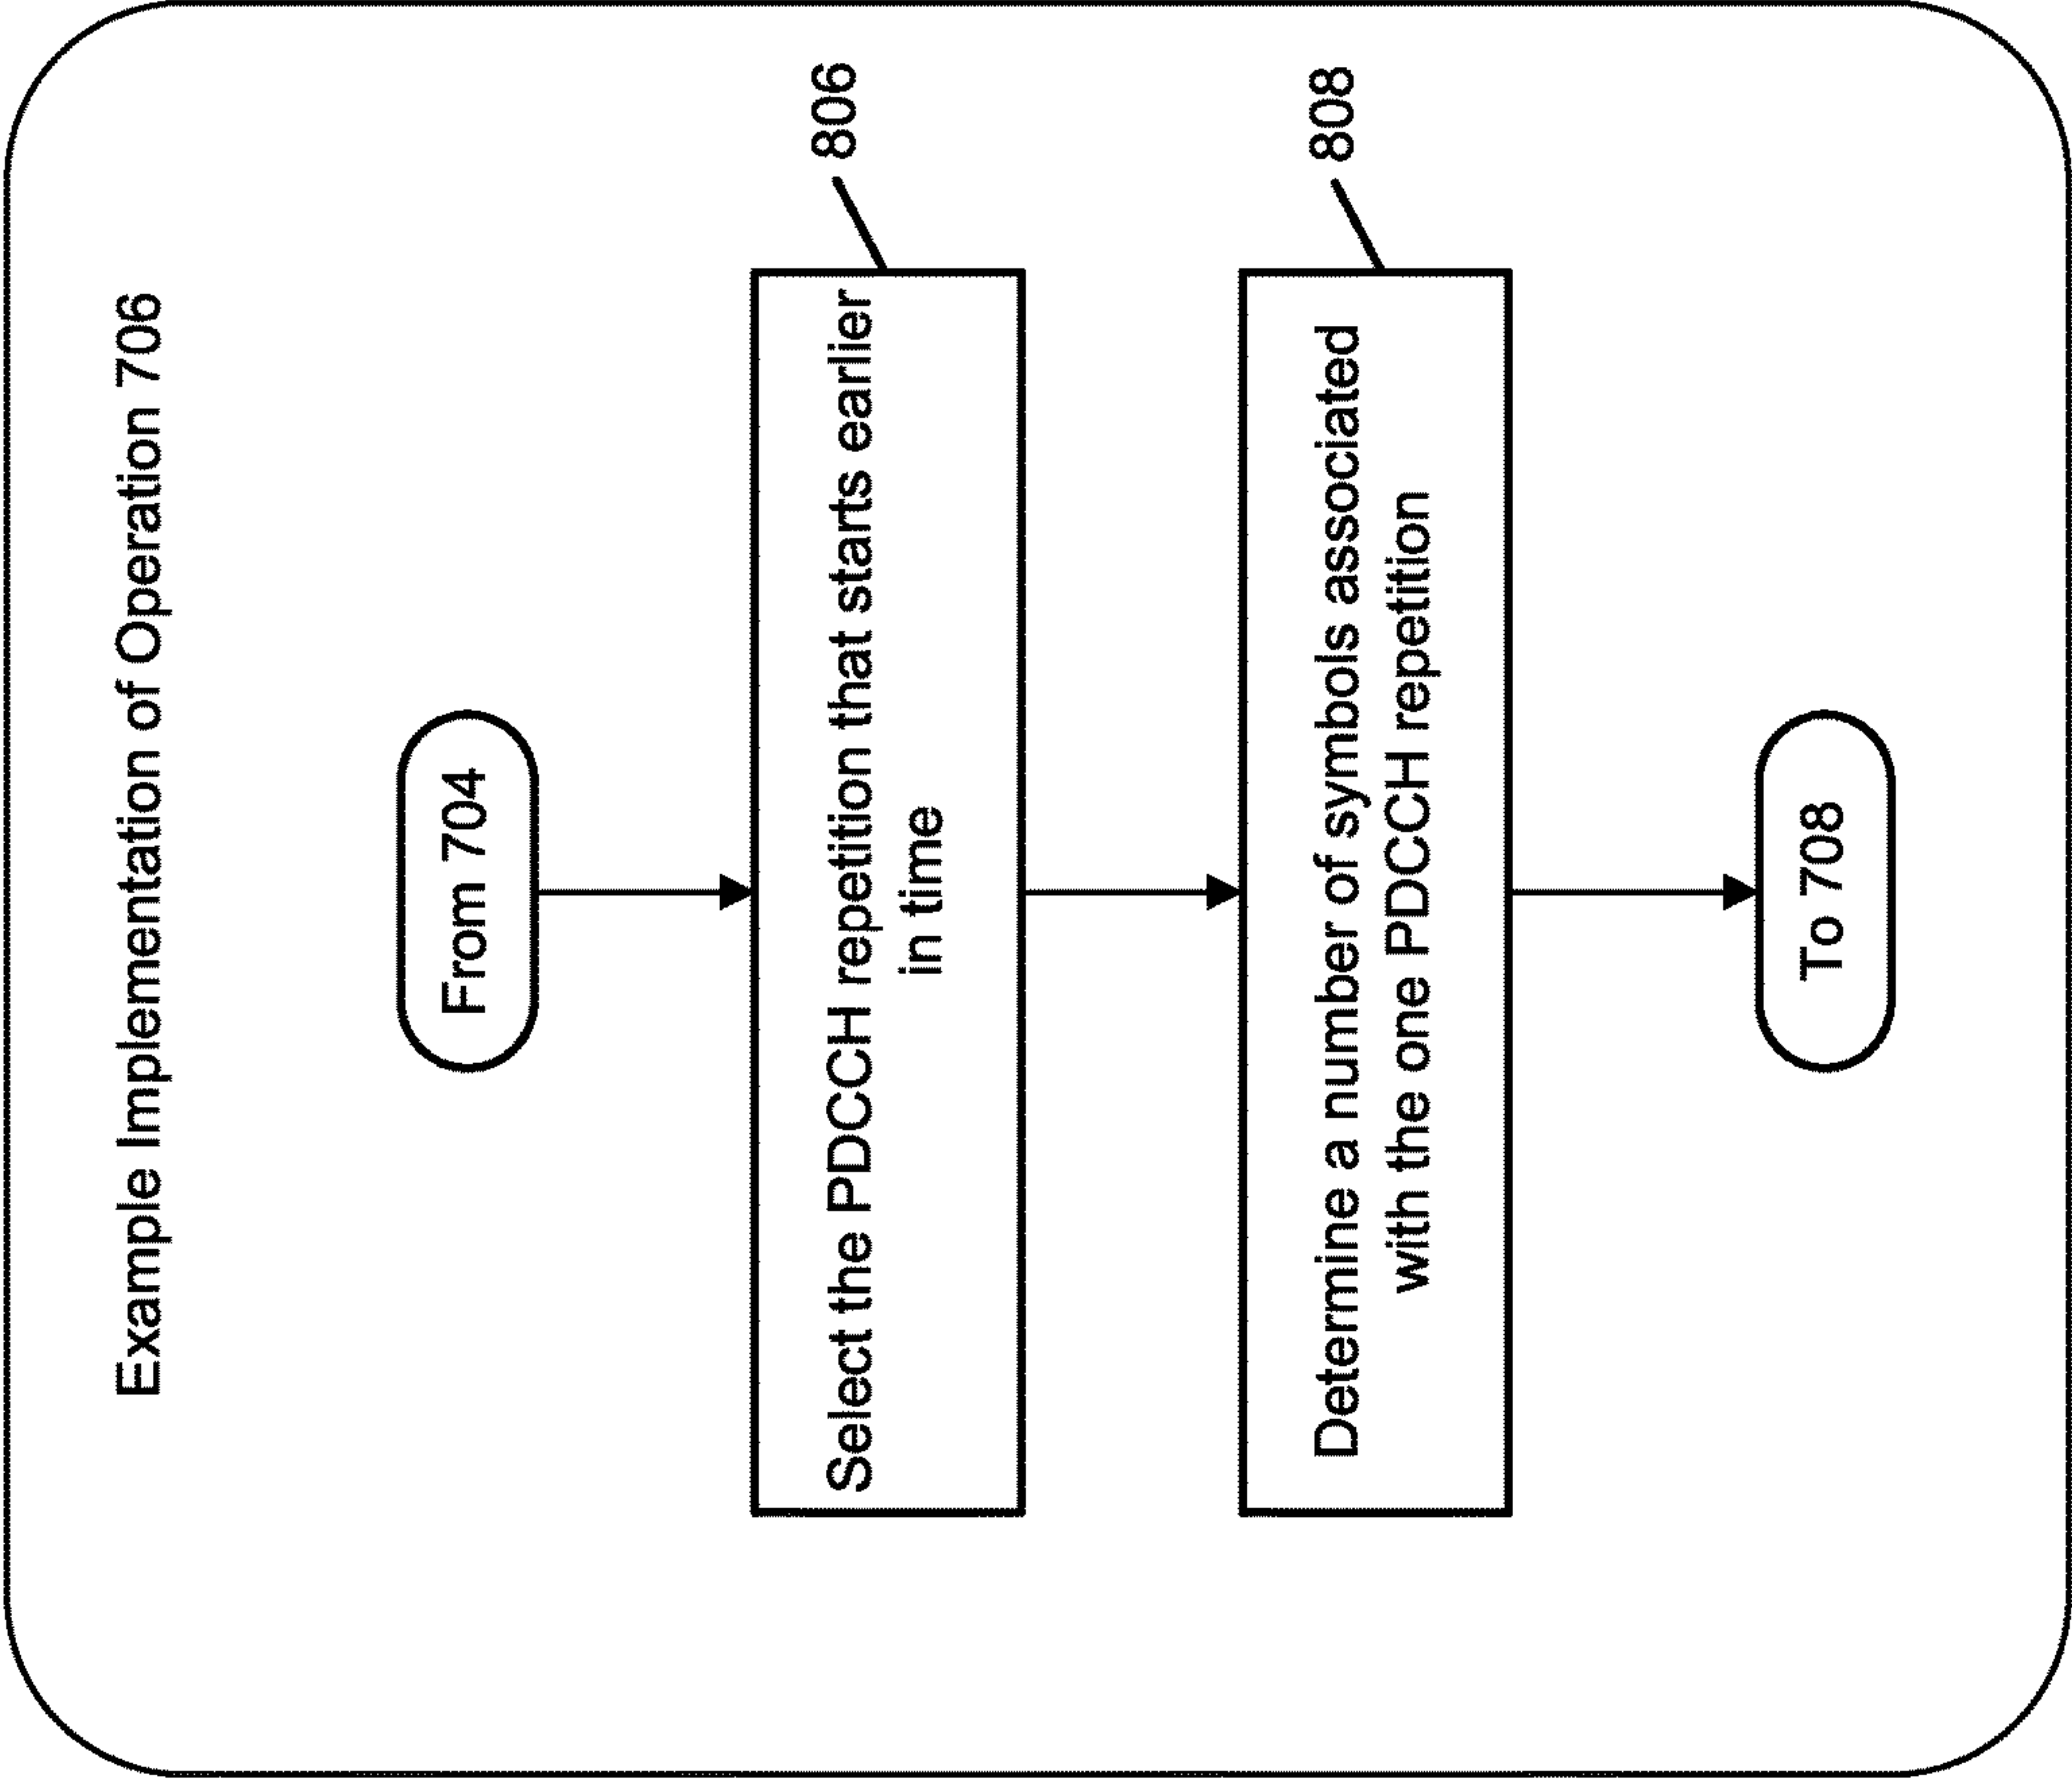 Example Implementation of Operation 706
From 704
Select the PDCCH repetition that starts earlier
in time
806
Determine a number of symbols associated
with the one PDCCH repetition
808
To 708